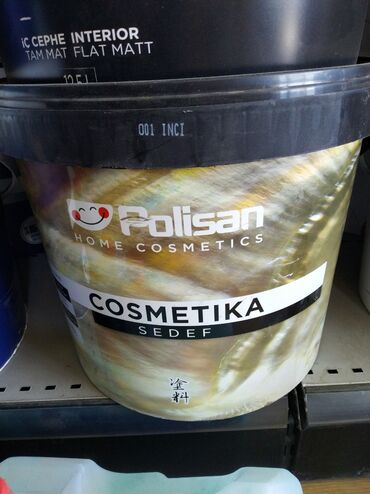 İÇ CEPHE INTERIOR
TAM MAT FLAT MATT
001 INCI
Polisan
HOME COSMETICS
COSMETIKA
SEDEF
塗
料